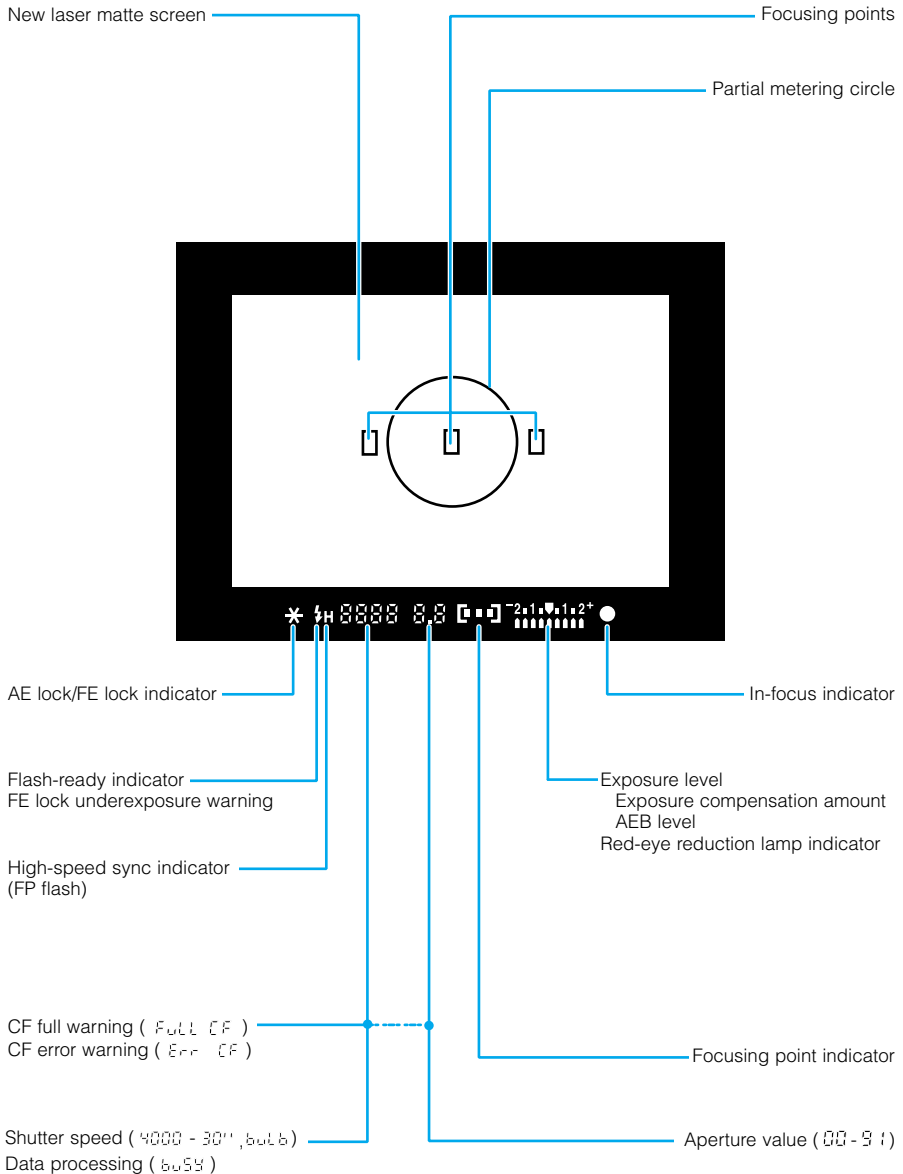 New laser matte screen
Focusing points
Partial metering circle
H 8888 8.8 [▪▪▪] −2▪1▪▼▪1▪2+
AE lock/FE lock indicator
In-focus indicator
Flash-ready indicator
FE lock underexposure warning
Exposure level
Exposure compensation amount
AEB level
Red-eye reduction lamp indicator
High-speed sync indicator
(FP flash)
CF full warning ( FuLL CF )
CF error warning ( Err CF )
Focusing point indicator
Shutter speed ( 4000 - 30'' ,buLb)
Aperture value ( 00 - 91 )
Data processing ( buSY )